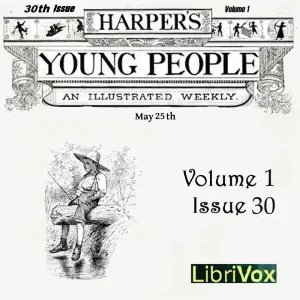 30th Issue
Volume 1
HARPER'S
YOUNG PEOPLE
AN ILLUSTRATED WEEKLY.
May 25th
Volume 1
Issue 30
LibriVox